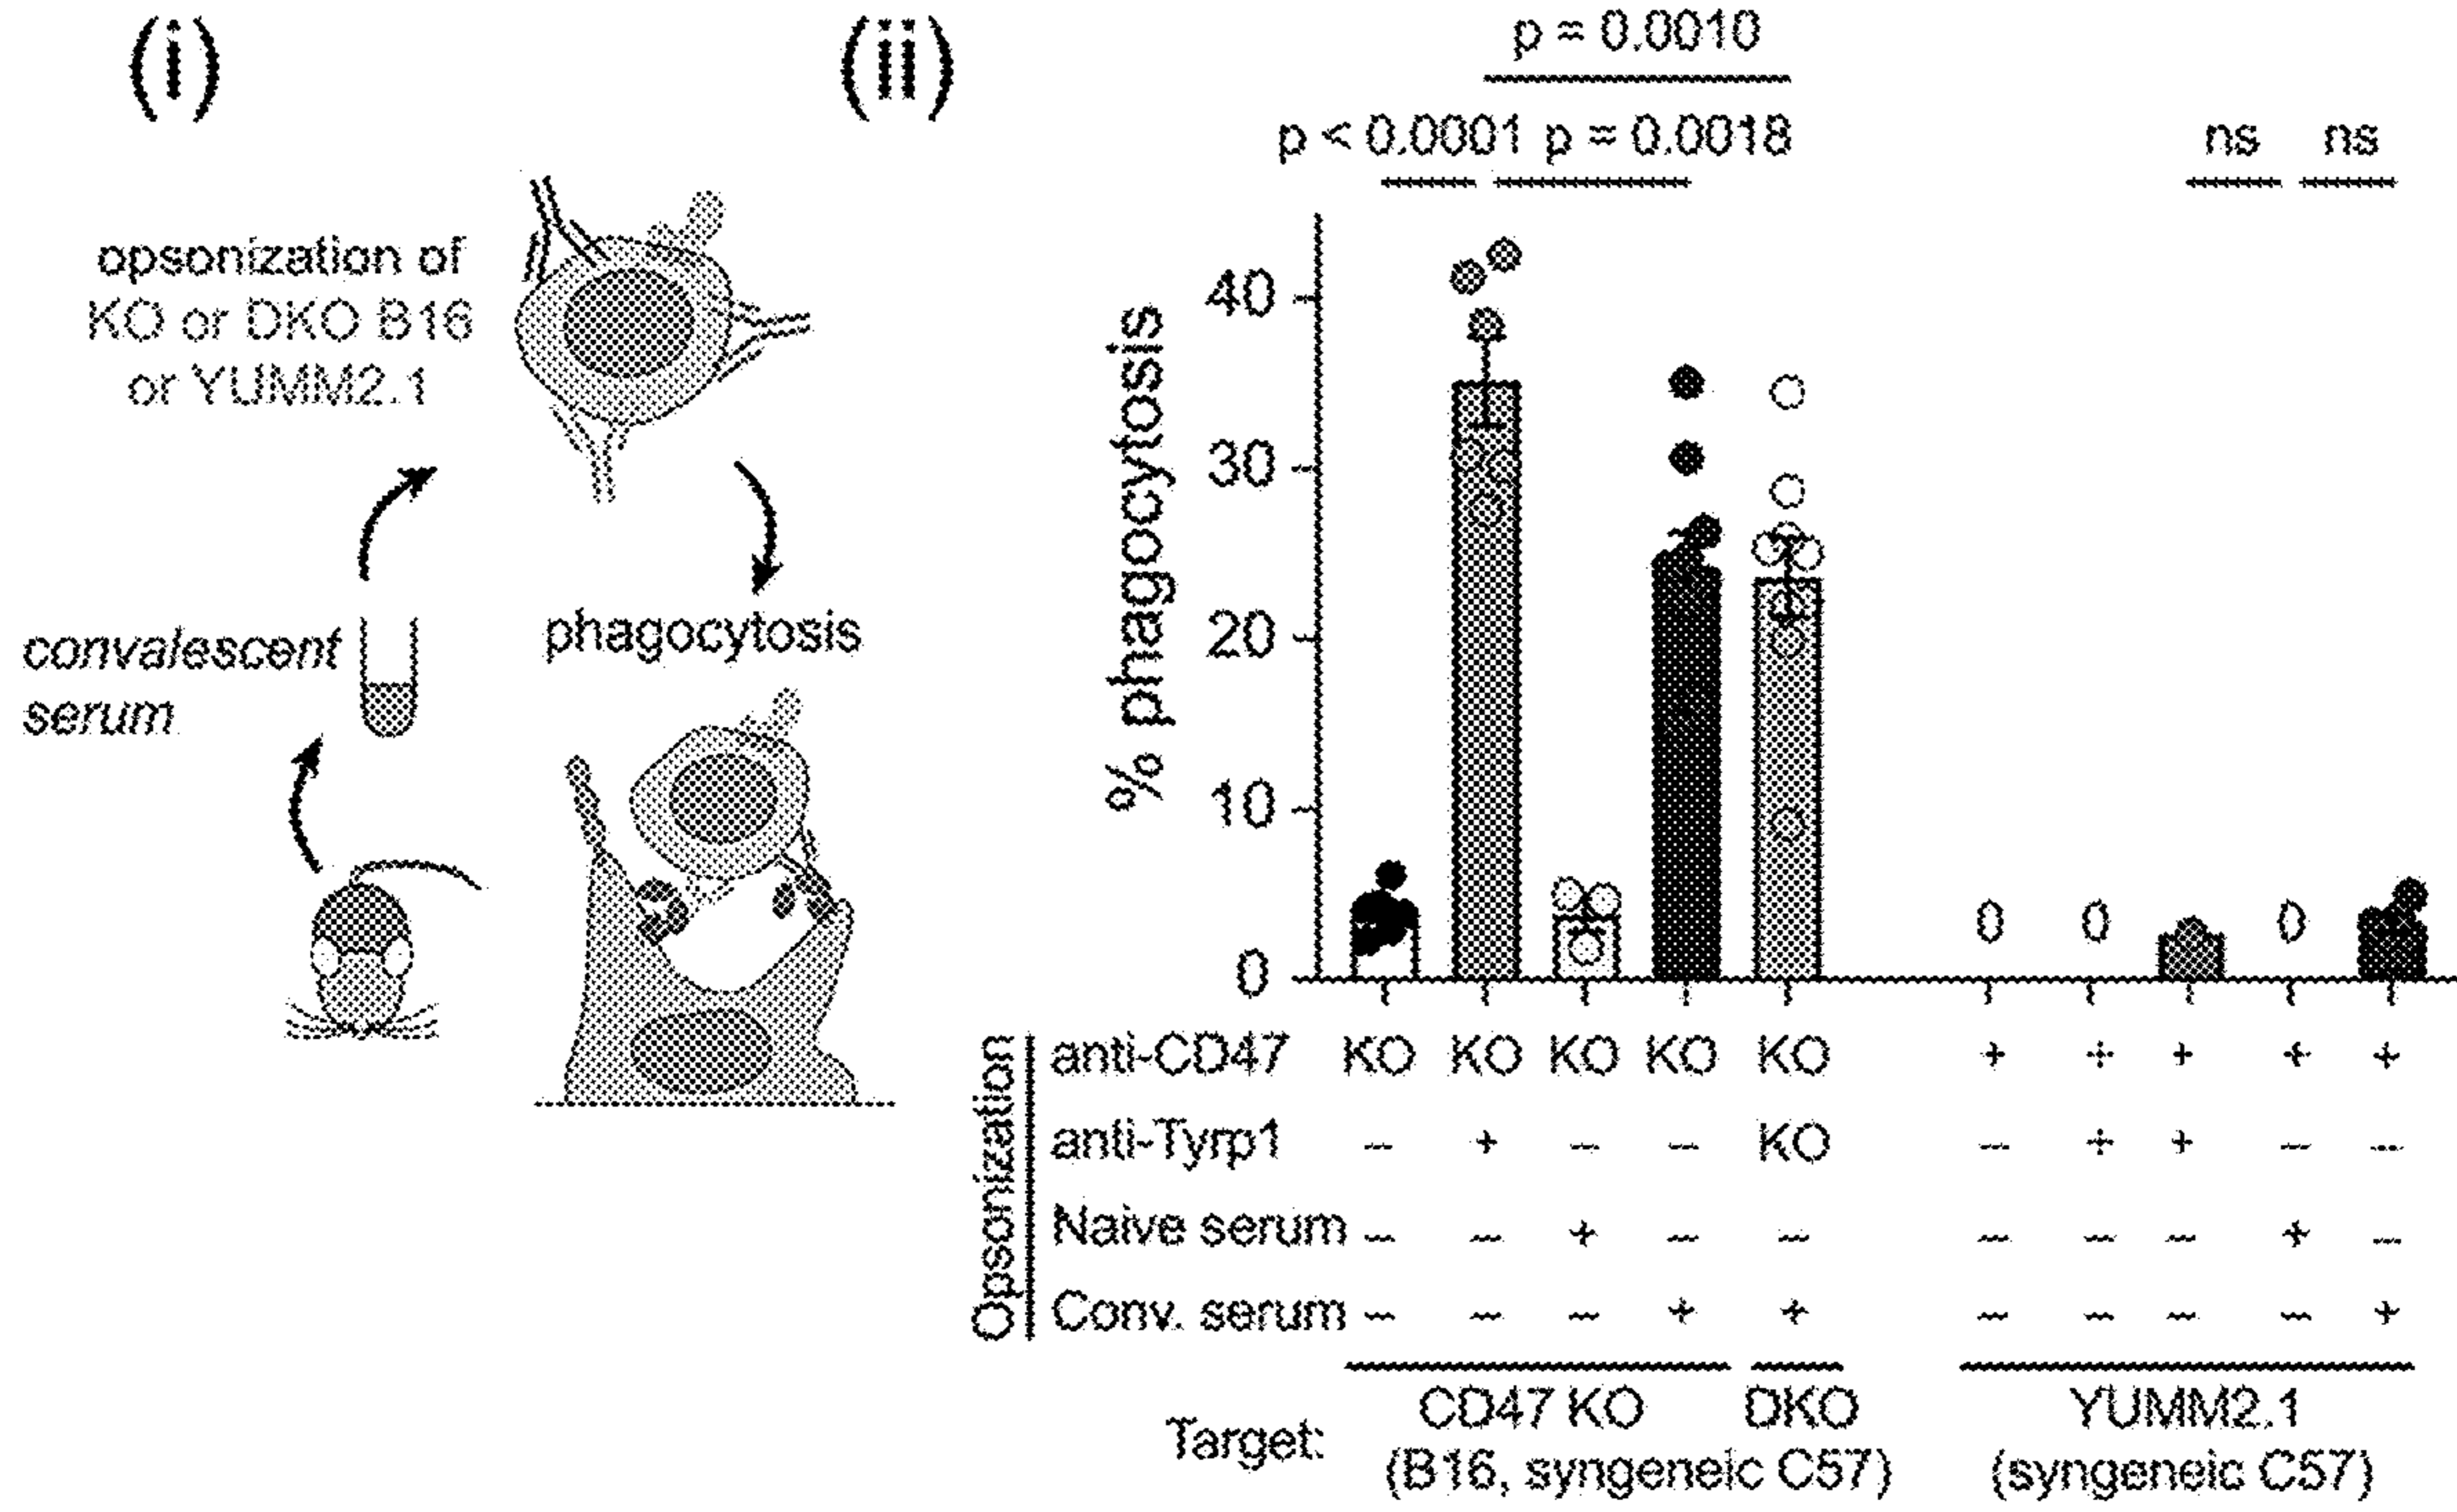 (i)
opsonization of
KO or DKO B16
or YUMM2.1
convalescent
serum
phagocytosis
(ii)
p = 0.0010
p < 0.0001 p = 0.0018
ns ns
% phagocytosis
40
30
20
10
0
0 0 0
Opsonization
anti-CD47 KO KO KO KO KO + + + + +
anti-Tyrp1 – + – – KO – + + – –
Naive serum – – + – – – – – + –
Conv. serum – – – + + – – – – +
Target:
CD47 KO DKO YUMM2.1
(B16, syngeneic C57) (syngeneic C57)